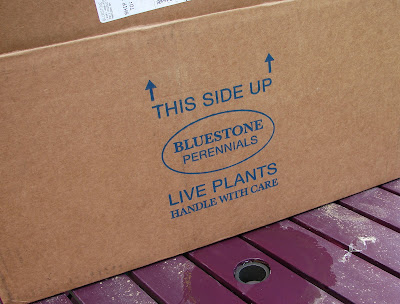 THIS SIDE UP
BLUESTONE
PERENNIALS
LIVE PLANTS
HANDLE WITH CARE